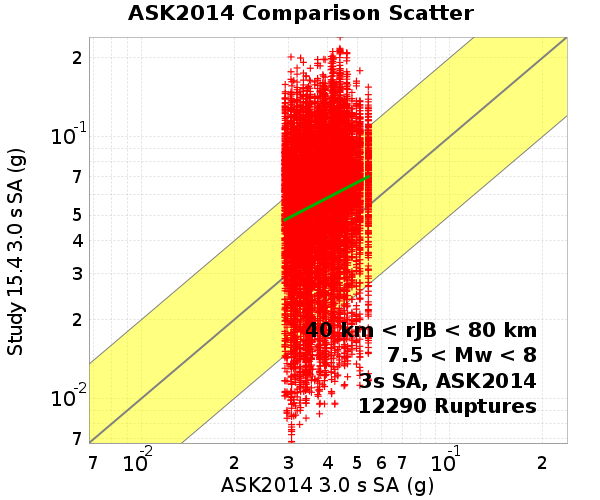 ASK2014 Comparison Scatter
2
10-1
7
5
4
3
2
10-2
7
Study 15.4 3.0 s SA (g)
40 km < rJB < 80 km
7.5 < Mw < 8
3s SA, ASK2014
12290 Ruptures
7 10-2 2 3 4 5 6 7 10-1 2
ASK2014 3.0 s SA (g)